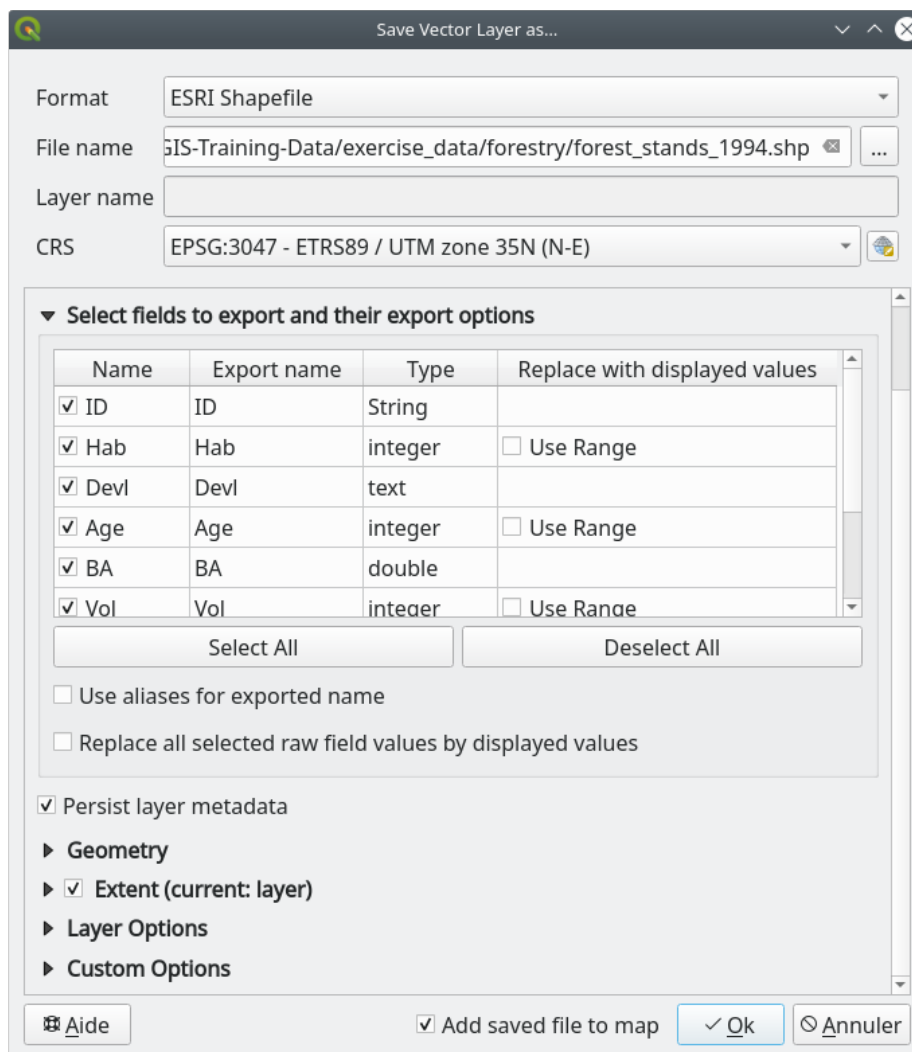 Save Vector Layer as...
Format ESRI Shapefile
File name GIS-Training-Data/exercise_data/forestry/forest_stands_1994.shp ...
Layer name
CRS EPSG:3047 - ETRS89 / UTM zone 35N (N-E)
Select fields to export and their export options
Name Export name Type Replace with displayed values
ID ID String
Hab Hab integer Use Range
Devl Devl text
Age Age integer Use Range
BA BA double
Vol Vol integer Use Range
Select All Deselect All
Use aliases for exported name
Replace all selected raw field values by displayed values
Persist layer metadata
Geometry
Extent (current: layer)
Layer Options
Custom Options
Aide Add saved file to map Ok Annuler